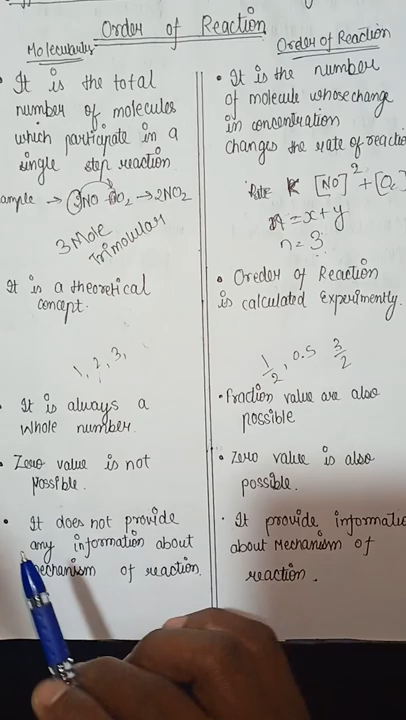 Order of Reaction
Molecularity
• It is the total
number of molecules
which participate in a
single step reaction
ample → 2NO + O2 → 2NO2
3 Mole
Trimolular
It is a theoretical
concept.
1, 2, 3,
• It is always a
whole number.
• Zero value is not
possible.
• It does not provide
any information about
mechanism of reaction.
Order of Reaction
• It is the number
of molecule whose change
in concentration
changes the rate of reactio
Rate K [NO]2 + [O2]
n = x + y
n = 3
• Oreder of Reaction
is calculated Experimently.
1/2, 0.5 3/2
• Fraction value are also
possible
• Zero value is also
possible.
• It provide informatio
about Mechanism of
reaction.